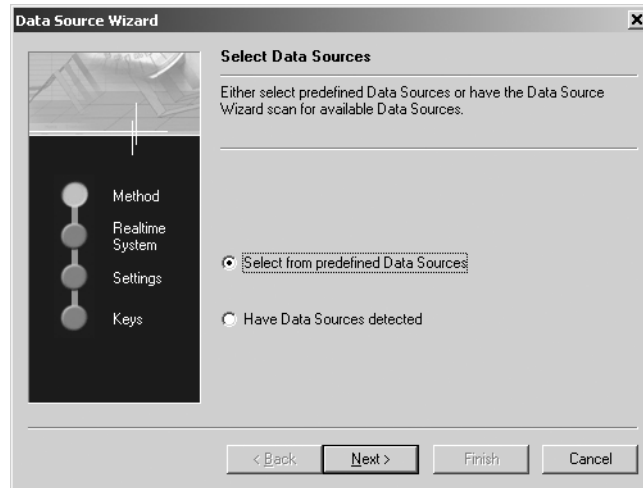 Data Source Wizard
Select Data Sources
Either select predefined Data Sources or have the Data Source
Wizard scan for available Data Sources.
Method
Realtime
System
Settings
Keys
Select from predefined Data Sources
Have Data Sources detected
< Back
Next >
Finish
Cancel